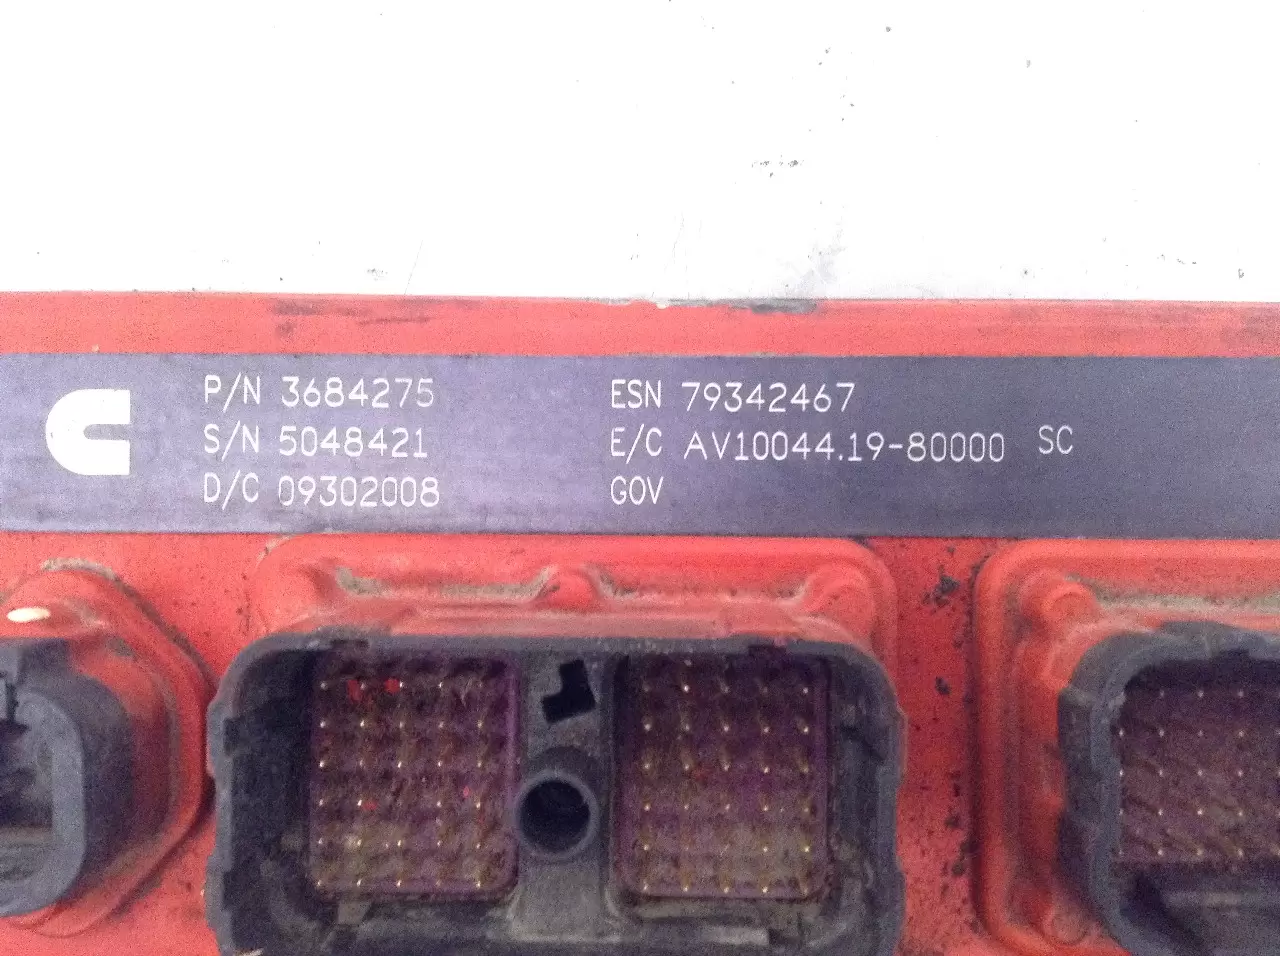 P/N 3684275
S/N 5048421
D/C 09302008
ESN 79342467
E/C AV10044.19-80000 SC
GOV